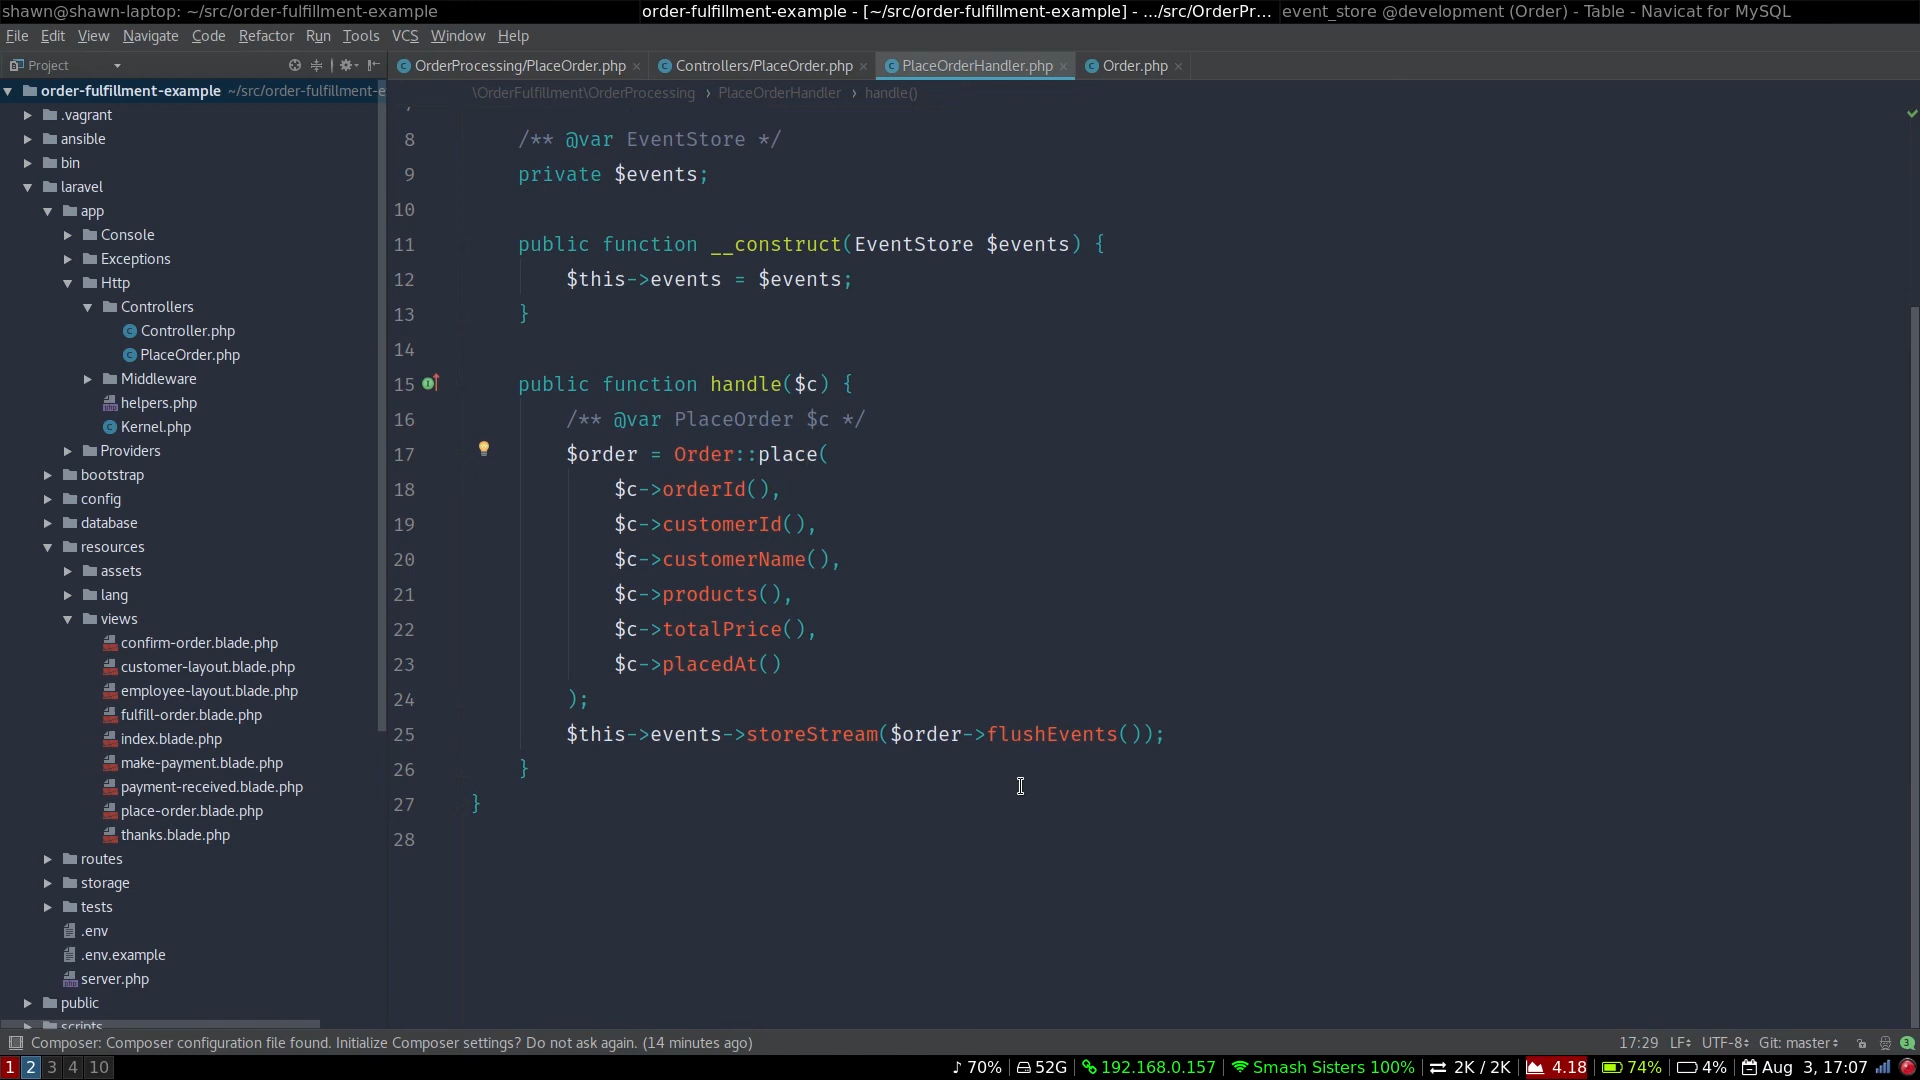 shawn@shawn-laptop: ~/src/order-fulfillment-example
order-fulfillment-example - [~/src/order-fulfillment-example] - .../src/OrderPr...
event_store @development (Order) - Table - Navicat for MySQL
File Edit View Navigate Code Refactor Run Tools VCS Window Help
Project
OrderProcessing/PlaceOrder.php
Controllers/PlaceOrder.php
PlaceOrderHandler.php
Order.php
order-fulfillment-example ~/src/order-fulfillment-e
.vagrant
ansible
bin
laravel
app
Console
Exceptions
Http
Controllers
Controller.php
PlaceOrder.php
Middleware
helpers.php
Kernel.php
Providers
bootstrap
config
database
resources
assets
lang
views
confirm-order.blade.php
customer-layout.blade.php
employee-layout.blade.php
fulfill-order.blade.php
index.blade.php
make-payment.blade.php
payment-received.blade.php
place-order.blade.php
thanks.blade.php
routes
storage
tests
.env
.env.example
server.php
public
scripts
\OrderFulfillment\OrderProcessing › PlaceOrderHandler › handle()
8 /** @var EventStore */
9 private $events;
10
11 public function __construct(EventStore $events) {
12 $this->events = $events;
13 }
14
15 public function handle($c) {
16 /** @var PlaceOrder $c */
17 $order = Order::place(
18 $c->orderId(),
19 $c->customerId(),
20 $c->customerName(),
21 $c->products(),
22 $c->totalPrice(),
23 $c->placedAt()
24 );
25 $this->events->storeStream($order->flushEvents());
26 }
27 }
28
Composer: Composer configuration file found. Initialize Composer settings? Do not ask again. (14 minutes ago)
17:29 LF UTF-8 Git: master 3
1 2 3 4 10
70% 52G 192.168.0.157 Smash Sisters 100% 2K / 2K 4.18 74% 4% Aug 3, 17:07